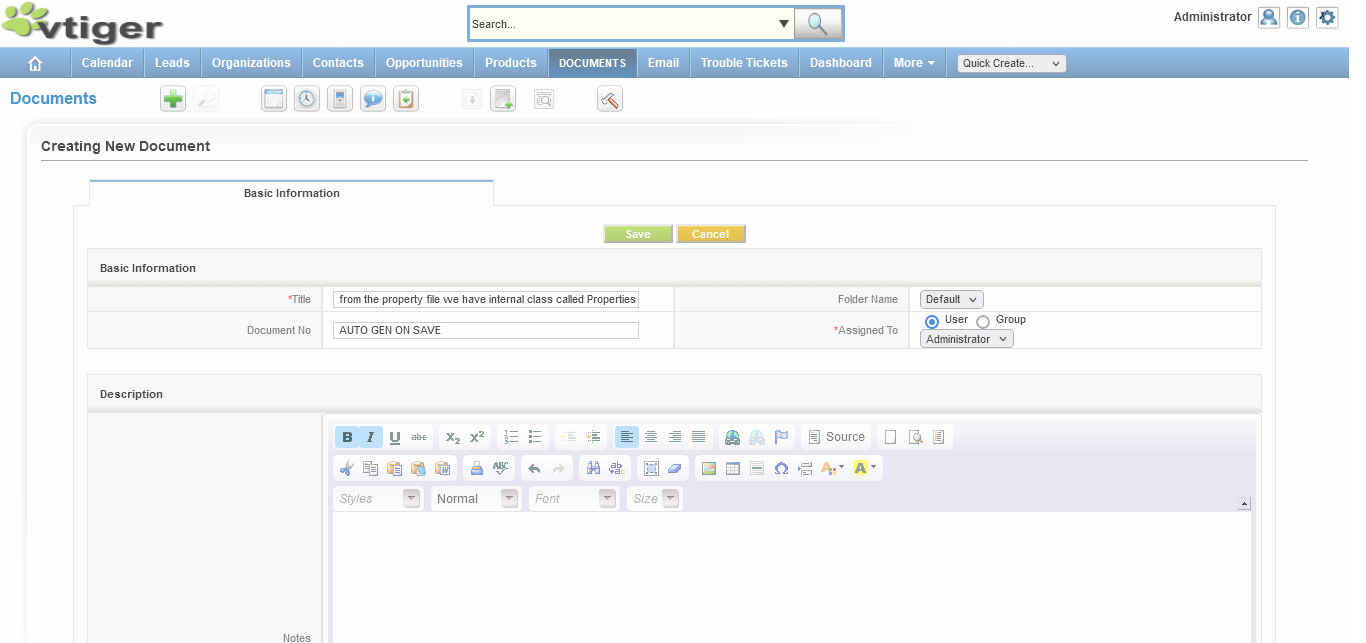 vtiger
Search...
Administrator
Calendar Leads Organizations Contacts Opportunities Products DOCUMENTS Email Trouble Tickets Dashboard More Quick Create...
Documents
Creating New Document
Basic Information
Save Cancel
Basic Information
*Title from the property file we have internal class called Properties Folder Name Default
Document No AUTO GEN ON SAVE *Assigned To User Group
Administrator
Description
B I U abc X₂ X² Source
ABC A A
Styles Normal Font Size
Notes